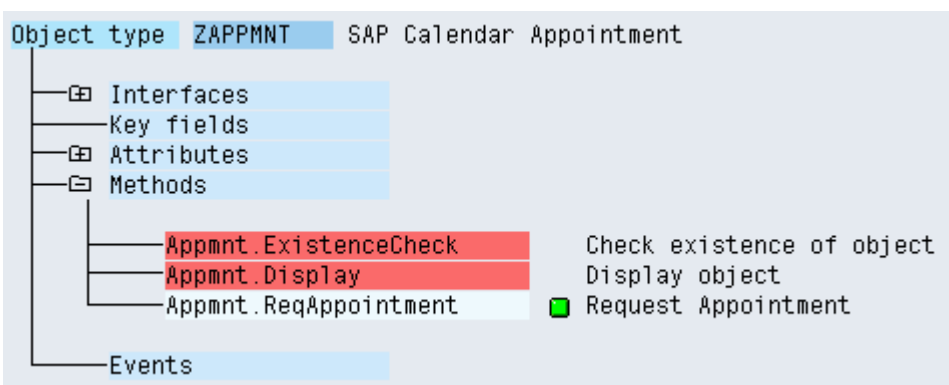 Object type ZAPPMNT SAP Calendar Appointment
Interfaces
Key fields
Attributes
Methods
Appmnt.ExistenceCheck Check existence of object
Appmnt.Display Display object
Appmnt.ReqAppointment Request Appointment
Events